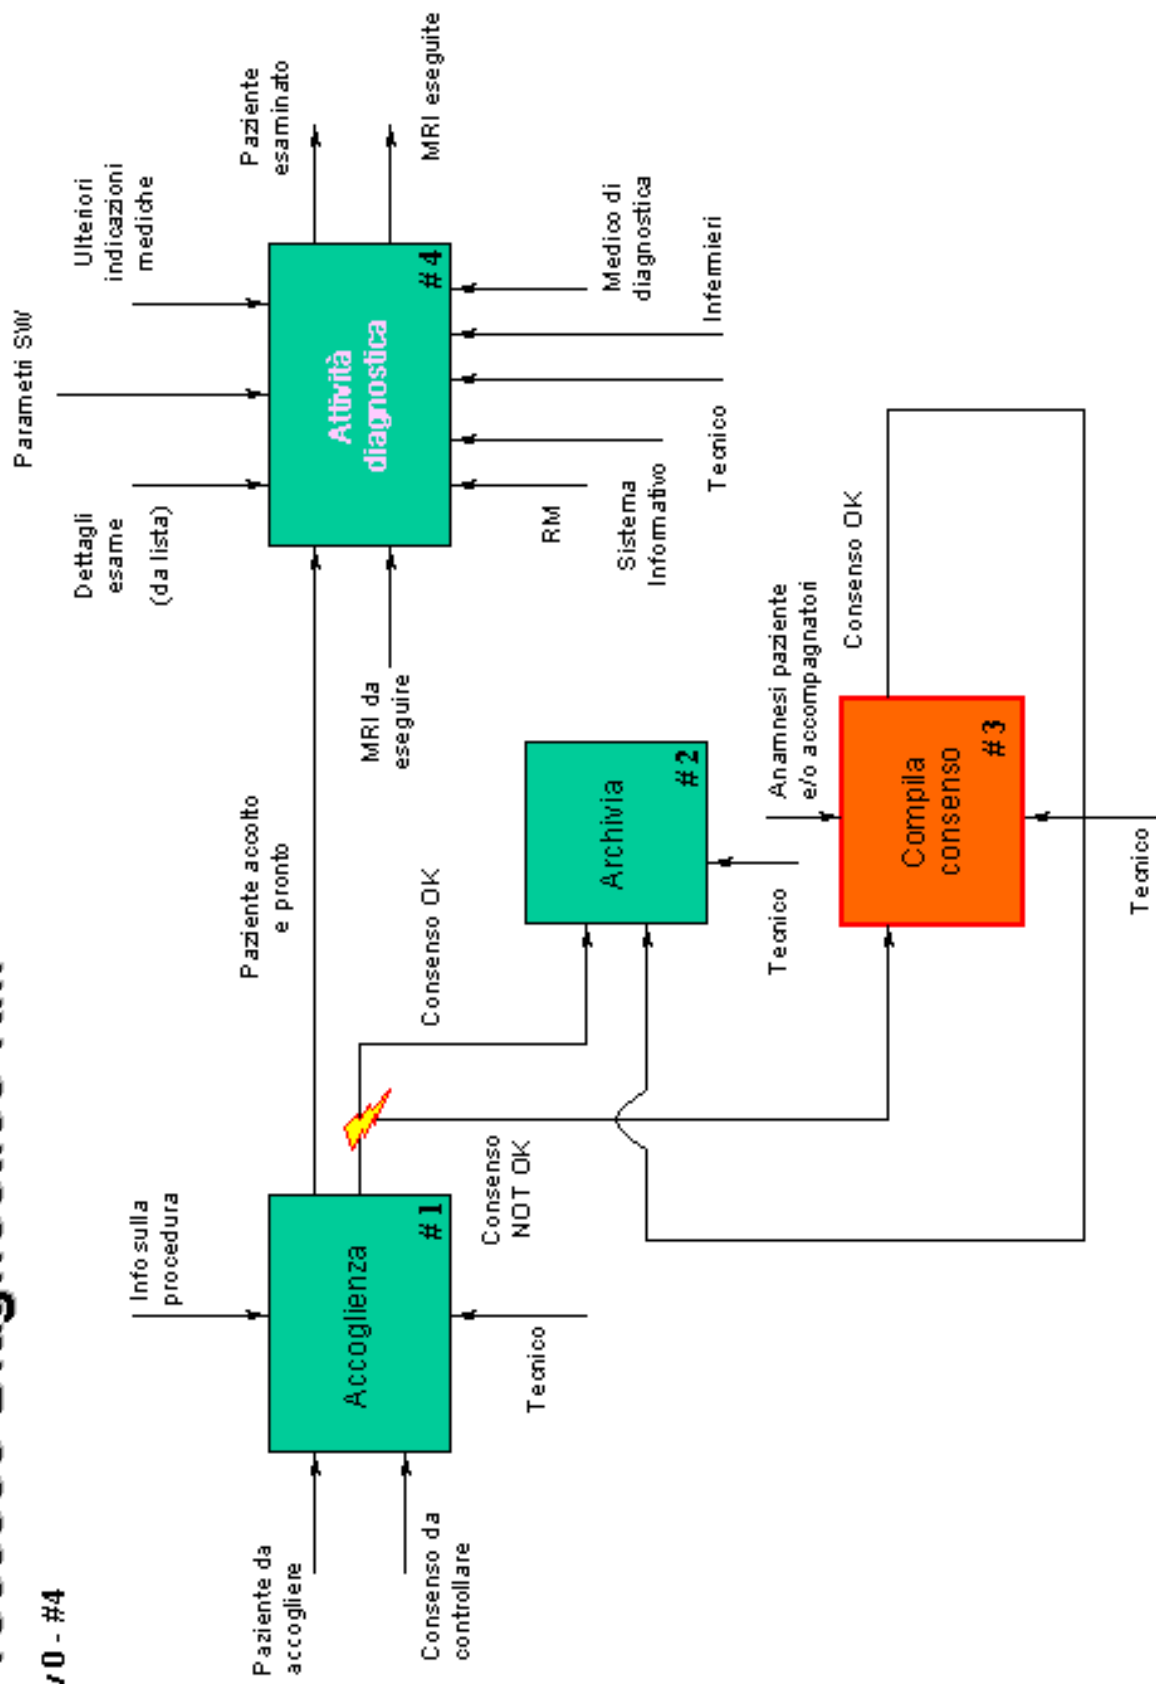 v0 - #4
Parametri SW
Dettagli
esame
(da lista)
Ulteriori
indicazioni
mediche
Info sulla
procedura
Paziente da
accogliere
Consenso da
controllare
Accoglienza
#1
Tecnico
Paziente accolto
e pronto
Consenso OK
Consenso
NOT OK
MRI da
eseguire
Attività
diagnostica
#4
Paziente
esaminato
MRI eseguite
RM
Sistema
Informativo
Tecnico
Infermieri
Medico di
diagnostica
Archivia
#2
Tecnico
Anamnesi paziente
e/o accompagnatori
Compila
consenso
#3
Consenso OK
Tecnico